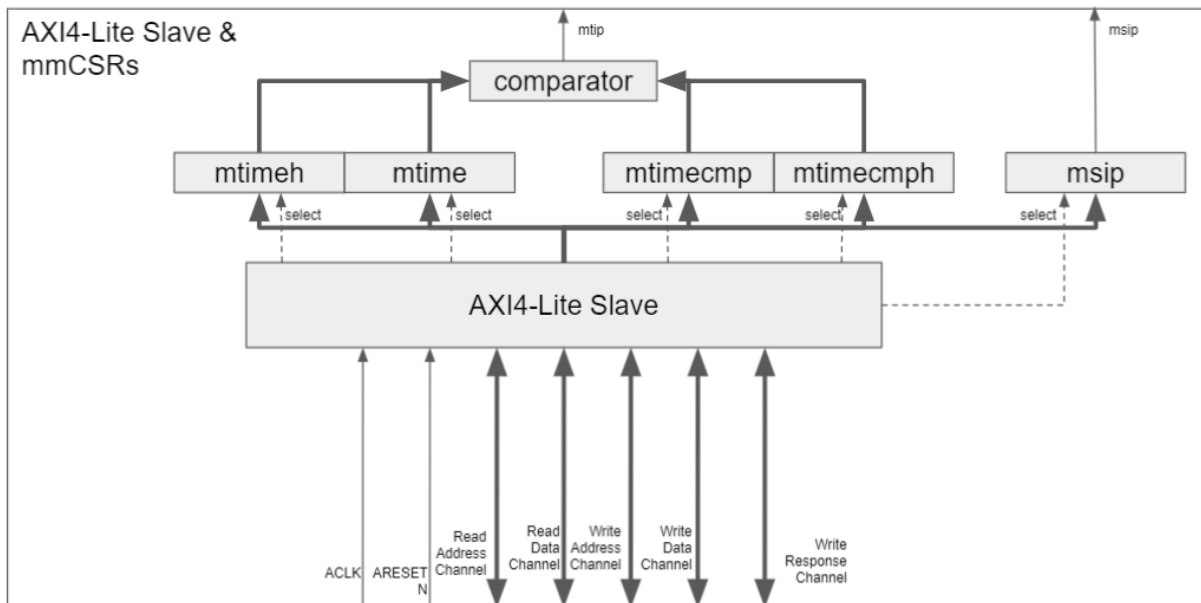 AXI4-Lite Slave &
mmCSRs
mtip
msip
comparator
mtimeh
mtime
mtimecmp
mtimecmph
msip
select
select
select
select
select
AXI4-Lite Slave
ACLK
ARESET
N
Read
Address
Channel
Read
Data
Channel
Write
Address
Channel
Write
Data
Channel
Write
Response
Channel